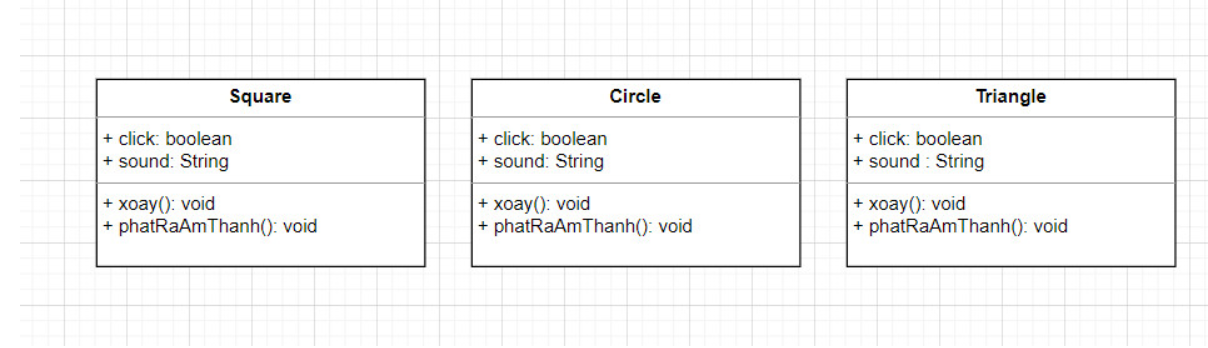 Square
+ click: boolean
+ sound: String
+ xoay(): void
+ phatRaAmThanh(): void
Circle
+ click: boolean
+ sound: String
+ xoay(): void
+ phatRaAmThanh(): void
Triangle
+ click: boolean
+ sound : String
+ xoay(): void
+ phatRaAmThanh(): void